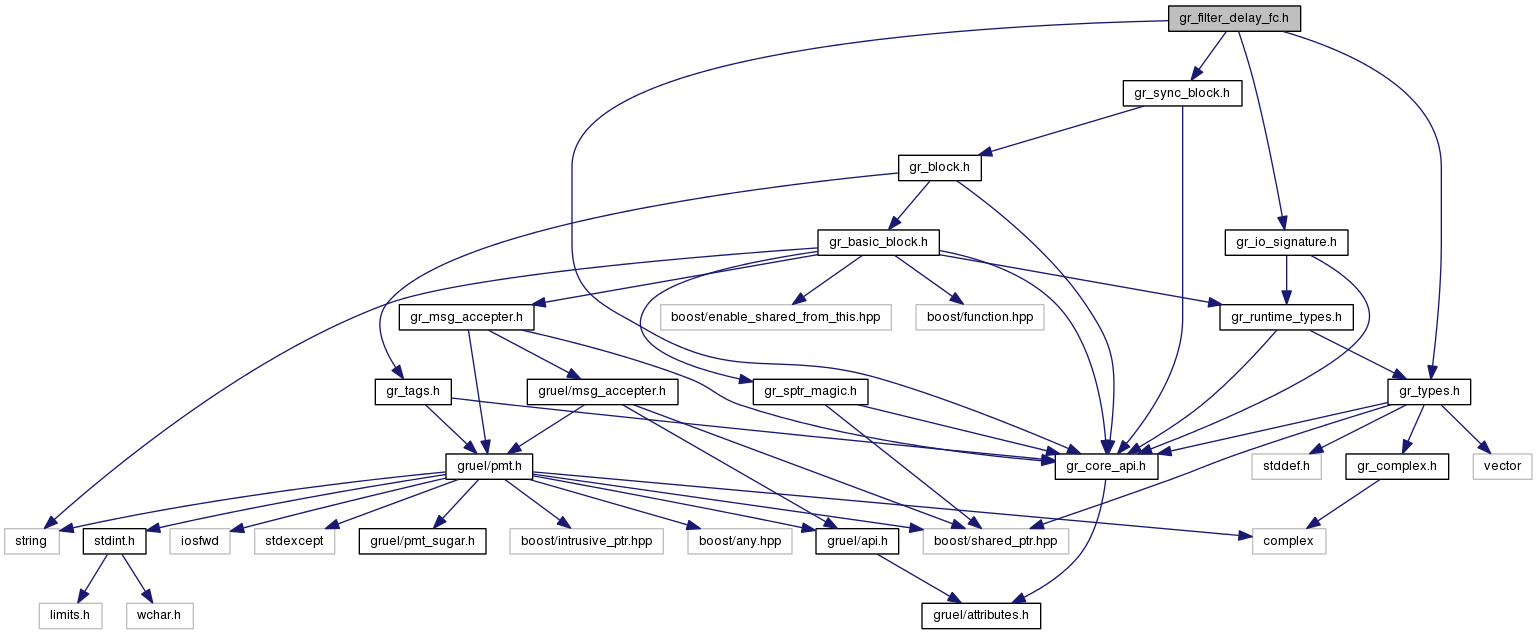 gr_filter_delay_fc.h
gr_sync_block.h
gr_block.h
gr_basic_block.h
gr_io_signature.h
gr_msg_accepter.h
boost/enable_shared_from_this.hpp
boost/function.hpp
gr_runtime_types.h
gr_tags.h
gruel/msg_accepter.h
gr_sptr_magic.h
gr_types.h
gruel/pmt.h
gr_core_api.h
stddef.h
gr_complex.h
vector
string
stdint.h
iosfwd
stdexcept
gruel/pmt_sugar.h
boost/intrusive_ptr.hpp
boost/any.hpp
gruel/api.h
boost/shared_ptr.hpp
complex
limits.h
wchar.h
gruel/attributes.h